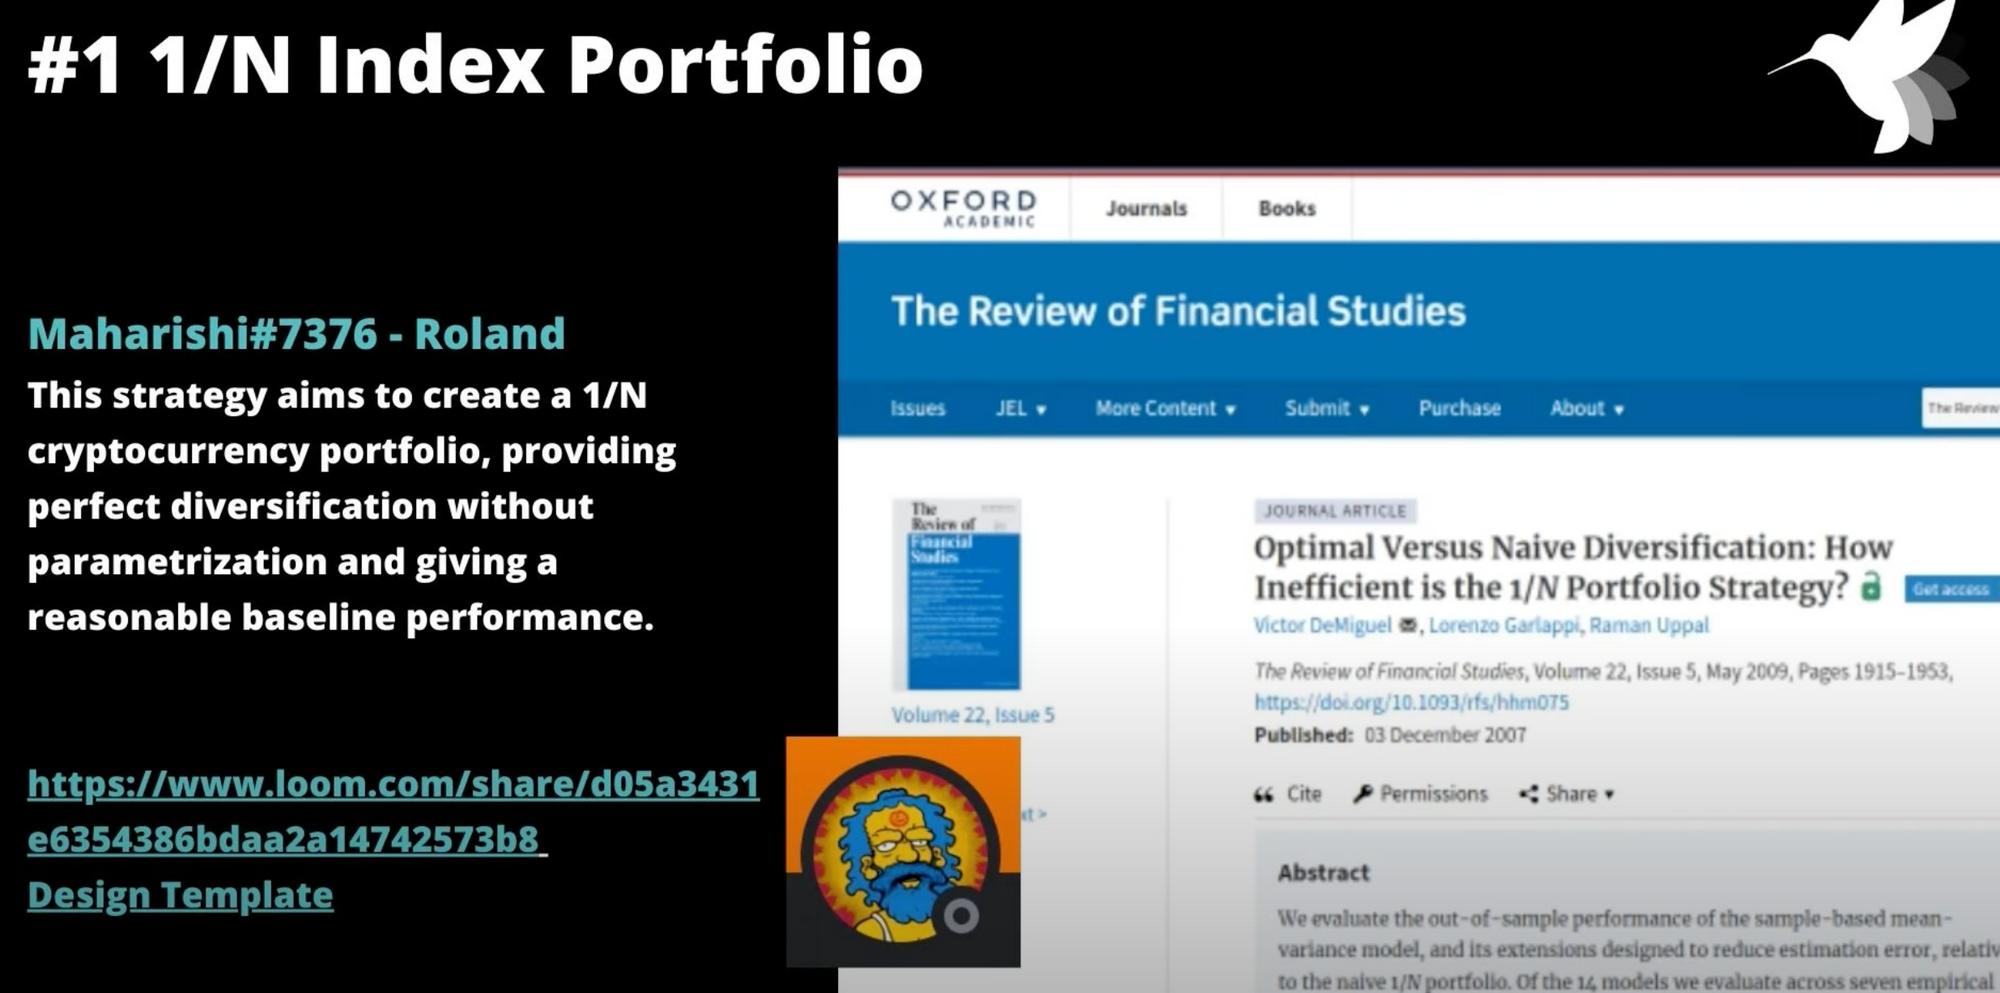 #1 1/N Index Portfolio
Maharishi#7376 - Roland
This strategy aims to create a 1/N
cryptocurrency portfolio, providing
perfect diversification without
parametrization and giving a
reasonable baseline performance.
https://www.loom.com/share/d05a3431
e6354386bdaa2a14742573b8
Design Template
OXFORD
ACADEMIC
Journals
Books
The Review of Financial Studies
Issues JEL ▾ More Content ▾ Submit ▾ Purchase About ▾
The Review
The
Review of
Financial
Studies
Volume 22, Issue 5
xt >
JOURNAL ARTICLE
Optimal Versus Naive Diversification: How
Inefficient is the 1/N Portfolio Strategy?
Get access
Victor DeMiguel, Lorenzo Garlappi, Raman Uppal
The Review of Financial Studies, Volume 22, Issue 5, May 2009, Pages 1915–1953,
https://doi.org/10.1093/rfs/hhm075
Published: 03 December 2007
Cite Permissions Share ▾
Abstract
We evaluate the out-of-sample performance of the sample-based mean-
variance model, and its extensions designed to reduce estimation error, relativ
to the naive 1/N portfolio. Of the 14 models we evaluate across seven empirical